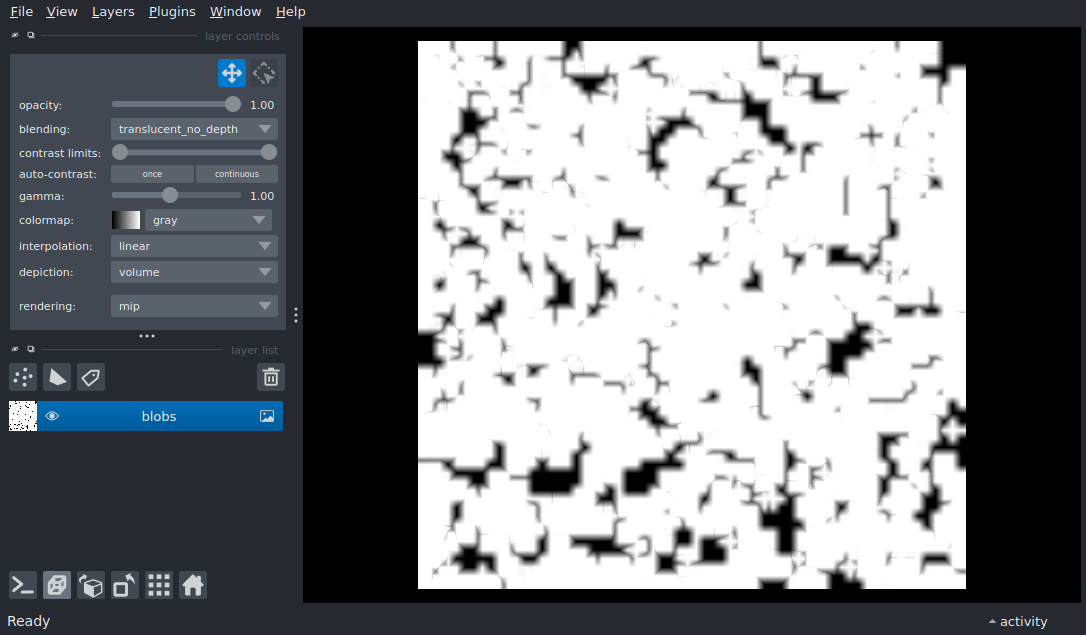 File View Layers Plugins Window Help
layer controls
opacity: 1.00
blending: translucent_no_depth
contrast limits:
auto-contrast: once continuous
gamma: 1.00
colormap: gray
interpolation: linear
depiction: volume
rendering: mip
layer list
blobs
Ready activity